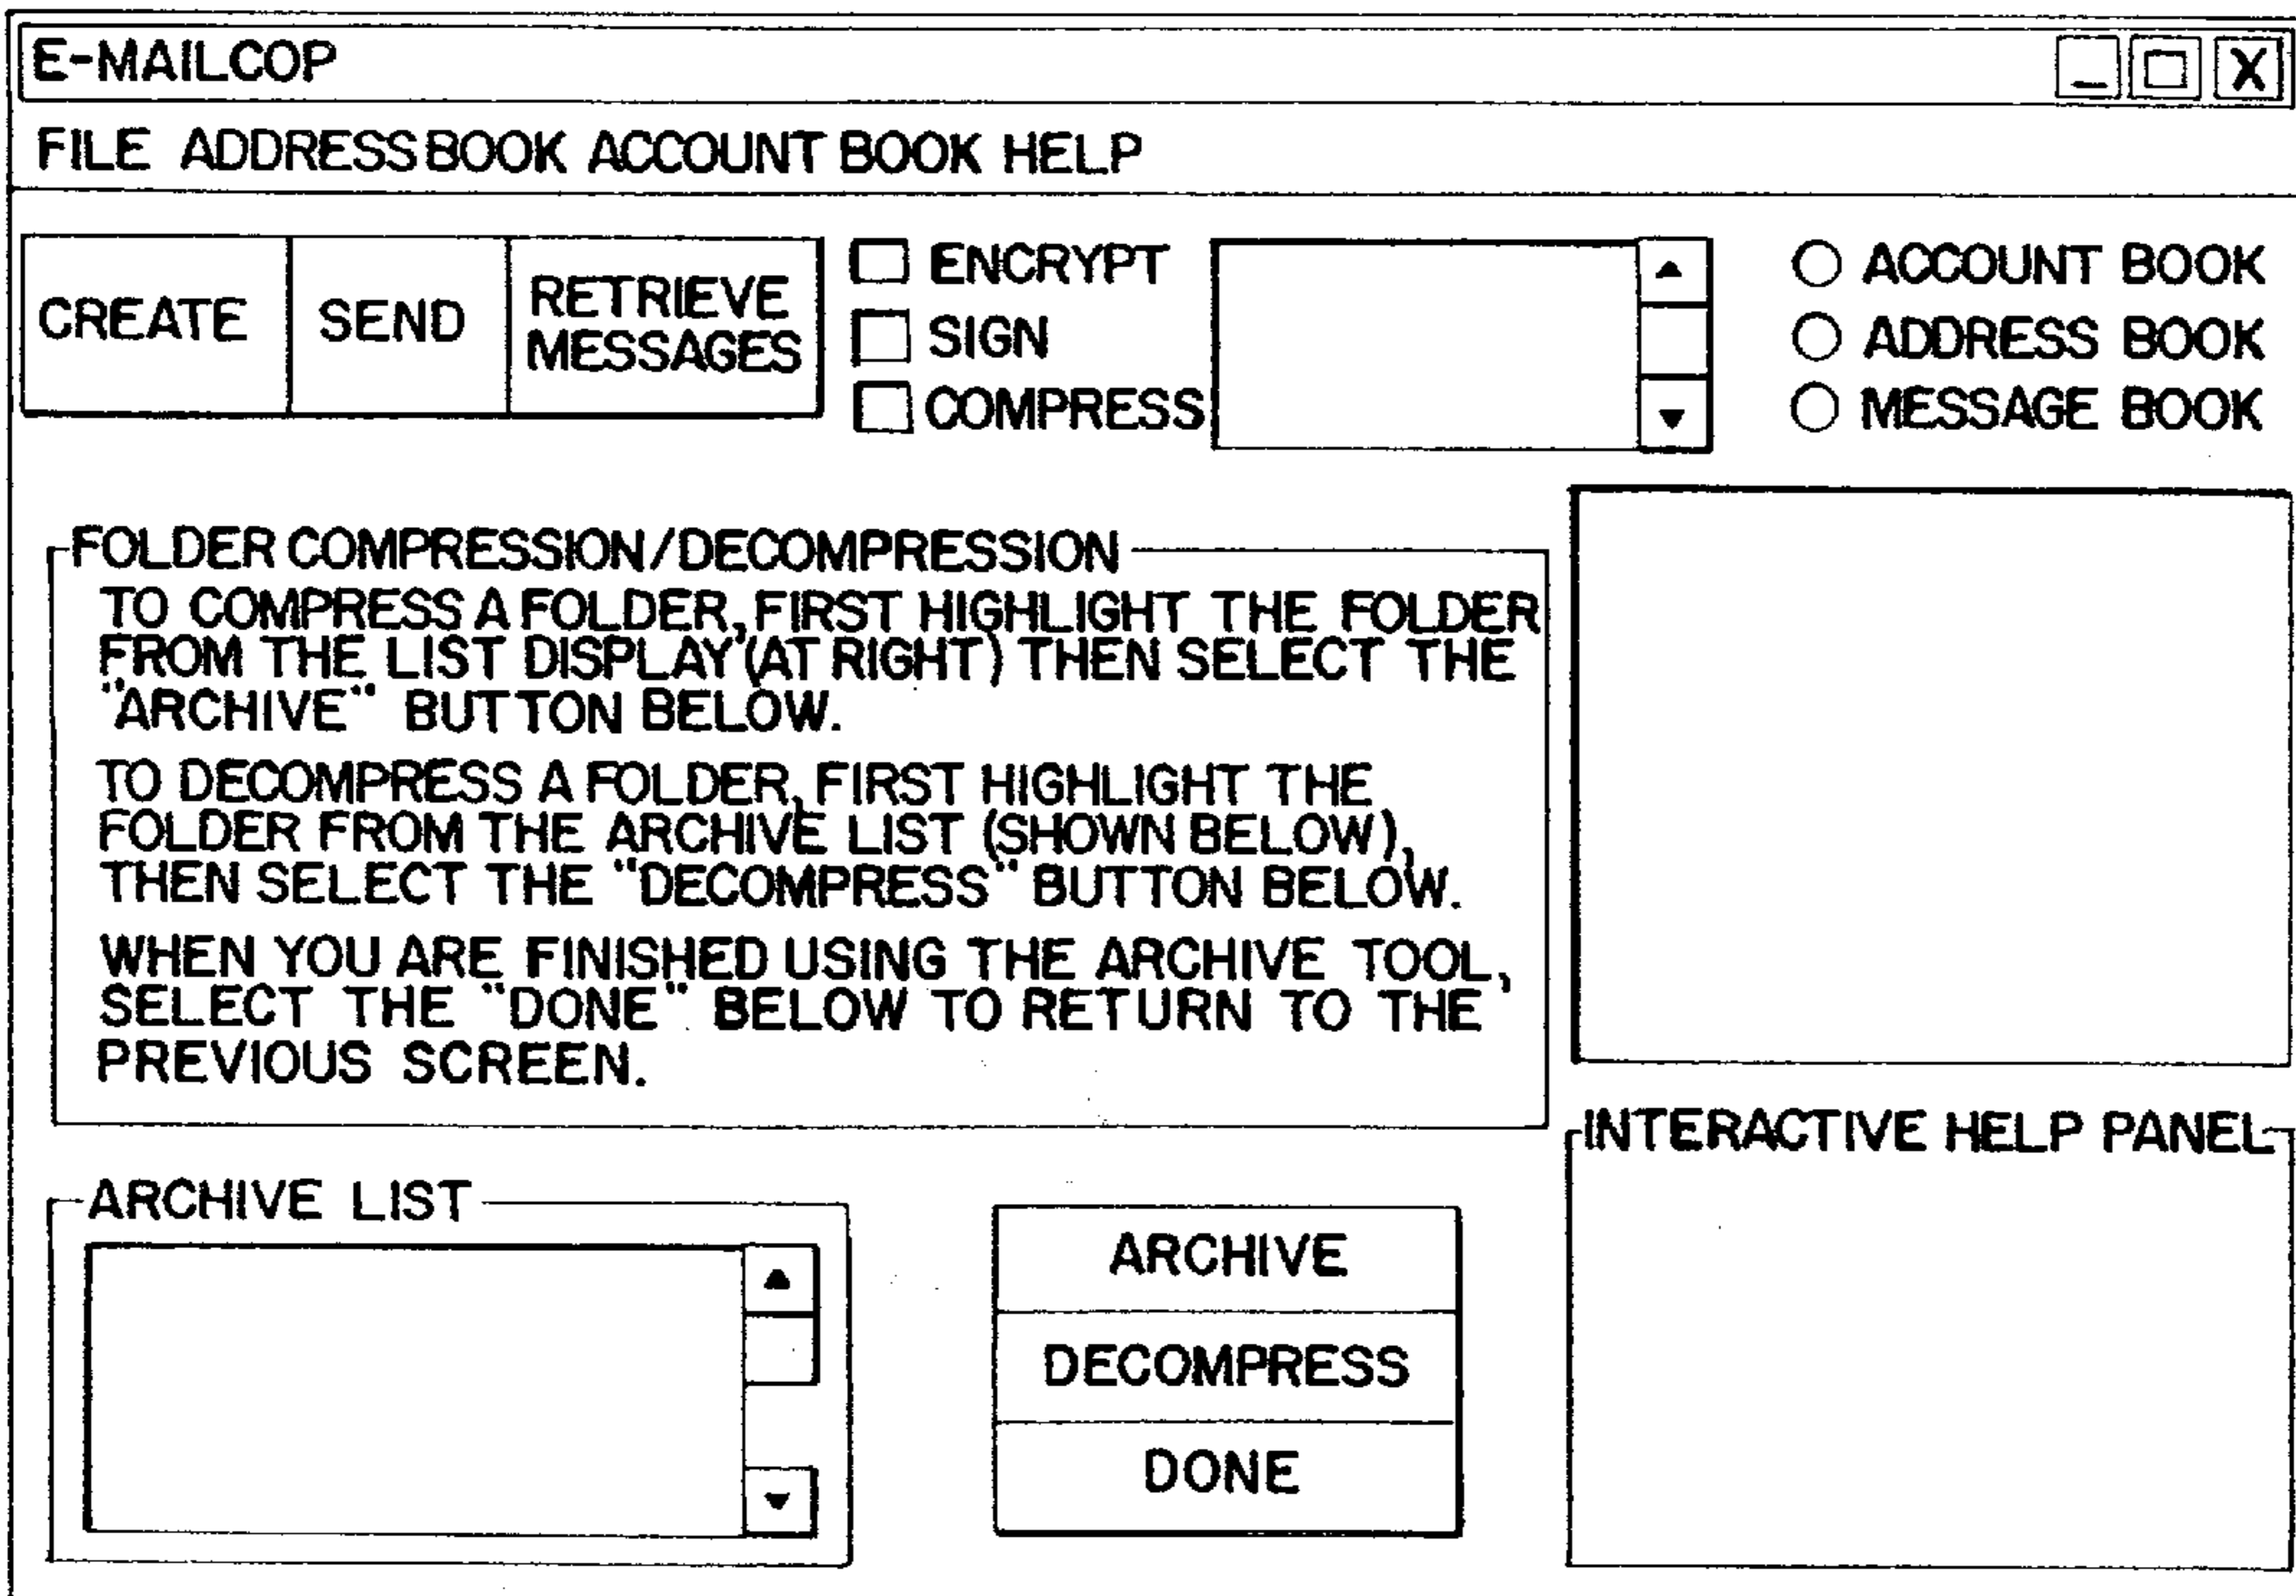 E-MAILCOP
FILE ADDRESS BOOK ACCOUNT BOOK HELP
CREATE
SEND
RETRIEVE
MESSAGES
ENCRYPT
SIGN
COMPRESS
ACCOUNT BOOK
ADDRESS BOOK
MESSAGE BOOK
FOLDER COMPRESSION/DECOMPRESSION
TO COMPRESS A FOLDER, FIRST HIGHLIGHT THE FOLDER
FROM THE LIST DISPLAY (AT RIGHT) THEN SELECT THE
"ARCHIVE" BUTTON BELOW.
TO DECOMPRESS A FOLDER, FIRST HIGHLIGHT THE
FOLDER FROM THE ARCHIVE LIST (SHOWN BELOW),
THEN SELECT THE "DECOMPRESS" BUTTON BELOW.
WHEN YOU ARE FINISHED USING THE ARCHIVE TOOL,
SELECT THE "DONE" BELOW TO RETURN TO THE
PREVIOUS SCREEN.
INTERACTIVE HELP PANEL
ARCHIVE LIST
ARCHIVE
DECOMPRESS
DONE